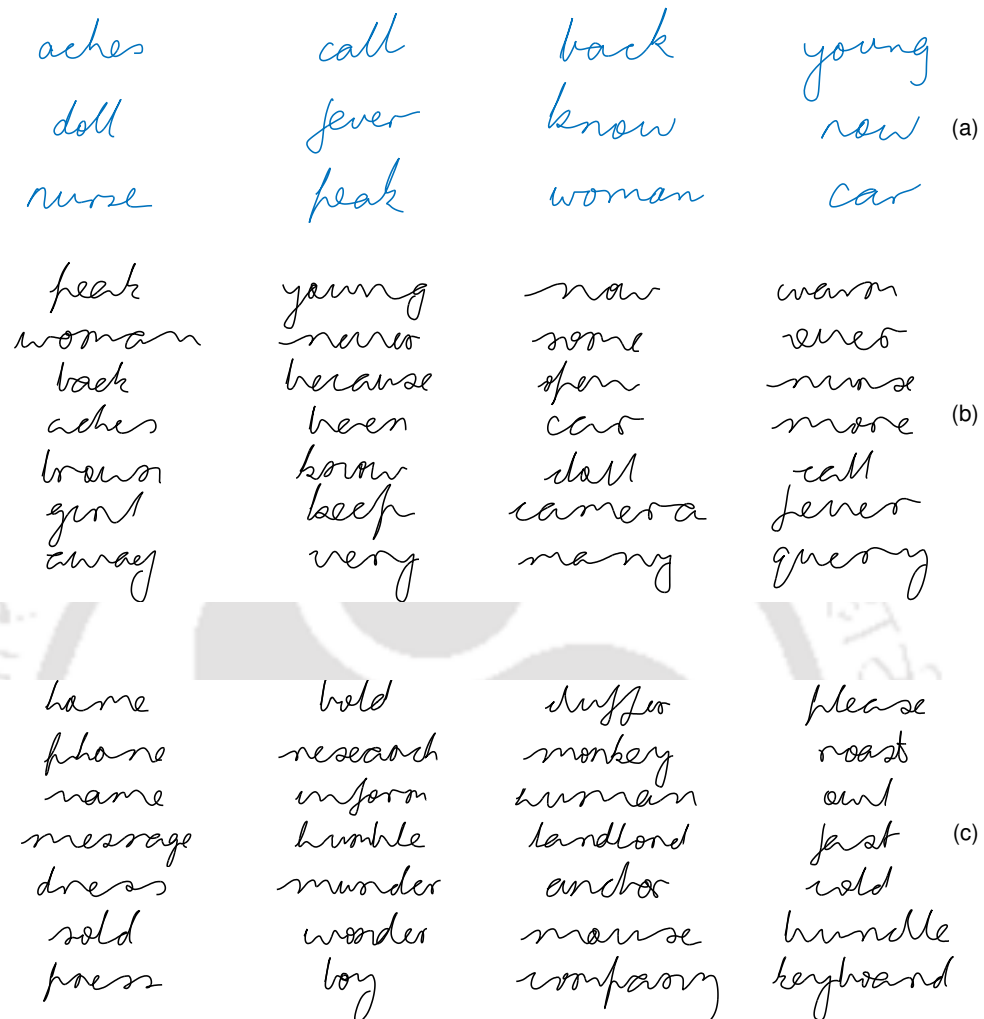 aches call back young
doll fever know now (a)
nurse peak woman car
peak young now warm
woman never some ever
back because open nurse
aches been car more (b)
brown know doll call
girl keep camera fever
away very many query
home bold duffer please
phone research monkey roast
name inform human owl
message humble landlord fast (c)
dress murder anchor cold
sold wonder mouse bundle
press boy company keyboard